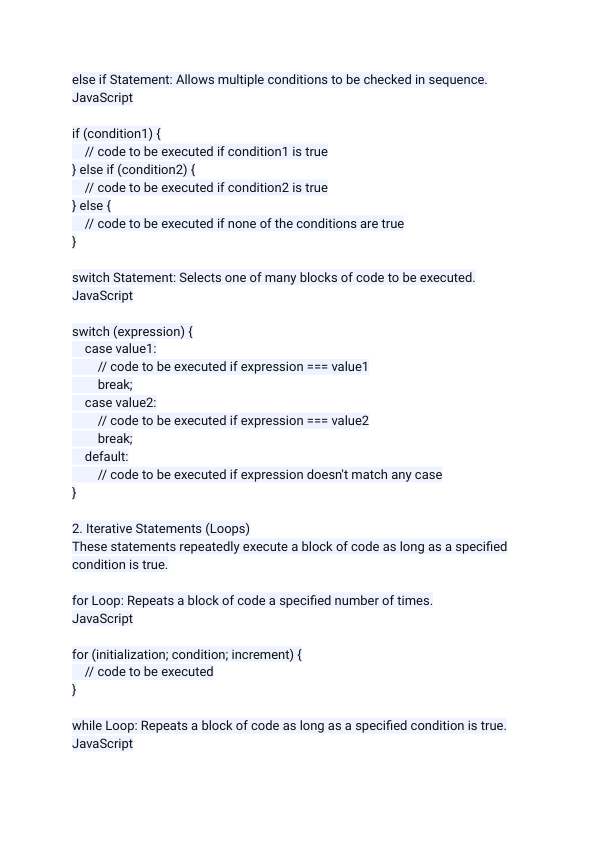 else if Statement: Allows multiple conditions to be checked in sequence.
JavaScript

if (condition1) {
    // code to be executed if condition1 is true
} else if (condition2) {
    // code to be executed if condition2 is true
} else {
    // code to be executed if none of the conditions are true
}

switch Statement: Selects one of many blocks of code to be executed.
JavaScript

switch (expression) {
    case value1:
        // code to be executed if expression === value1
        break;
    case value2:
        // code to be executed if expression === value2
        break;
    default:
        // code to be executed if expression doesn't match any case
}

2. Iterative Statements (Loops)
These statements repeatedly execute a block of code as long as a specified
condition is true.

for Loop: Repeats a block of code a specified number of times.
JavaScript

for (initialization; condition; increment) {
    // code to be executed
}

while Loop: Repeats a block of code as long as a specified condition is true.
JavaScript